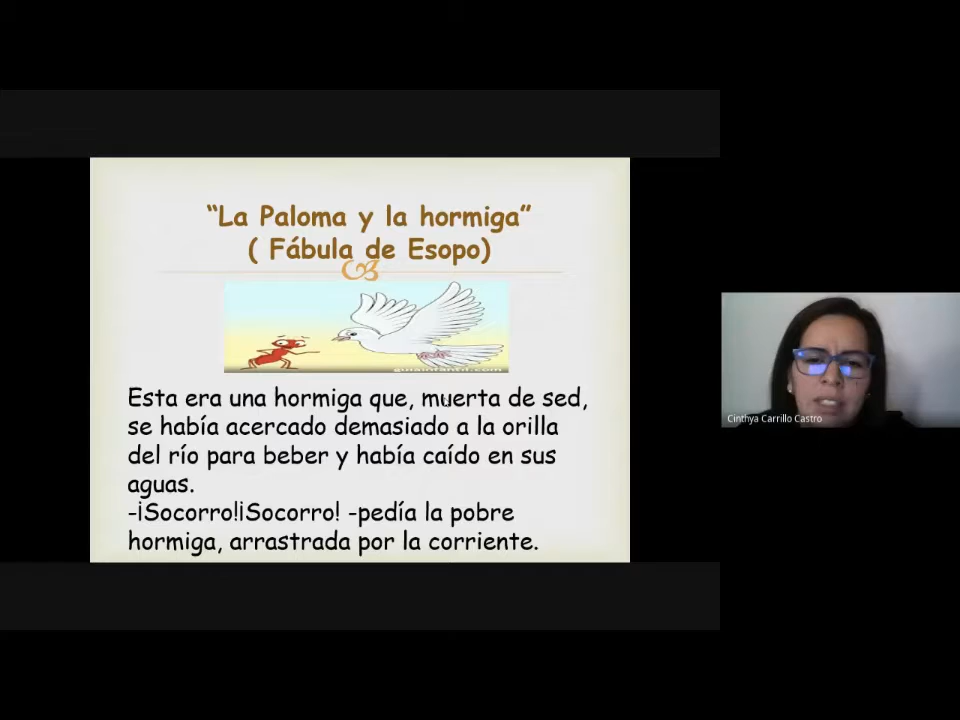 “La Paloma y la hormiga”
( Fábula de Esopo)
guiainfantil.com
Esta era una hormiga que, muerta de sed,
se había acercado demasiado a la orilla
del río para beber y había caído en sus
aguas.
-¡Socorro!¡Socorro! -pedía la pobre
hormiga, arrastrada por la corriente.
Cinthya Carrillo Castro